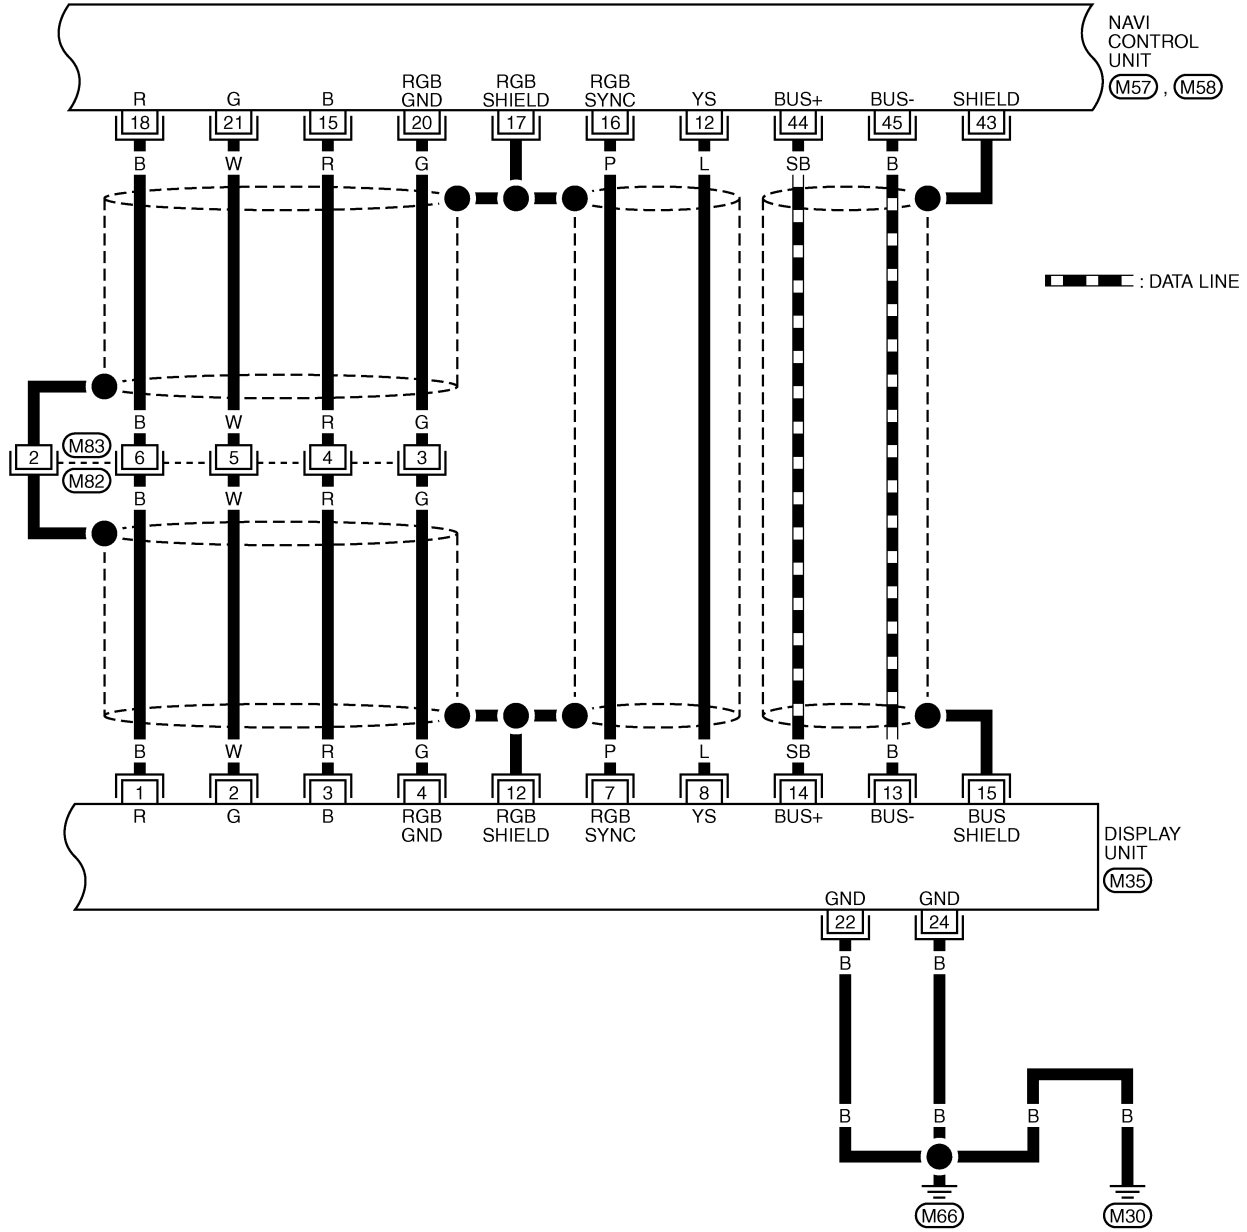 NAVI
CONTROL
UNIT
M57 , M58
R G B RGB GND RGB SHIELD RGB SYNC YS BUS+ BUS- SHIELD
18 21 15 20 17 16 12 44 45 43
B W R G P L SB B
: DATA LINE
B W R G
M83
2 6 5 4 3
M82
B W R G
B W R G P L SB B
1 2 3 4 12 7 8 14 13 15
R G B RGB GND RGB SHIELD RGB SYNC YS BUS+ BUS- BUS SHIELD
DISPLAY
UNIT
M35
GND GND
22 24
B B
B B B B
M66 M30